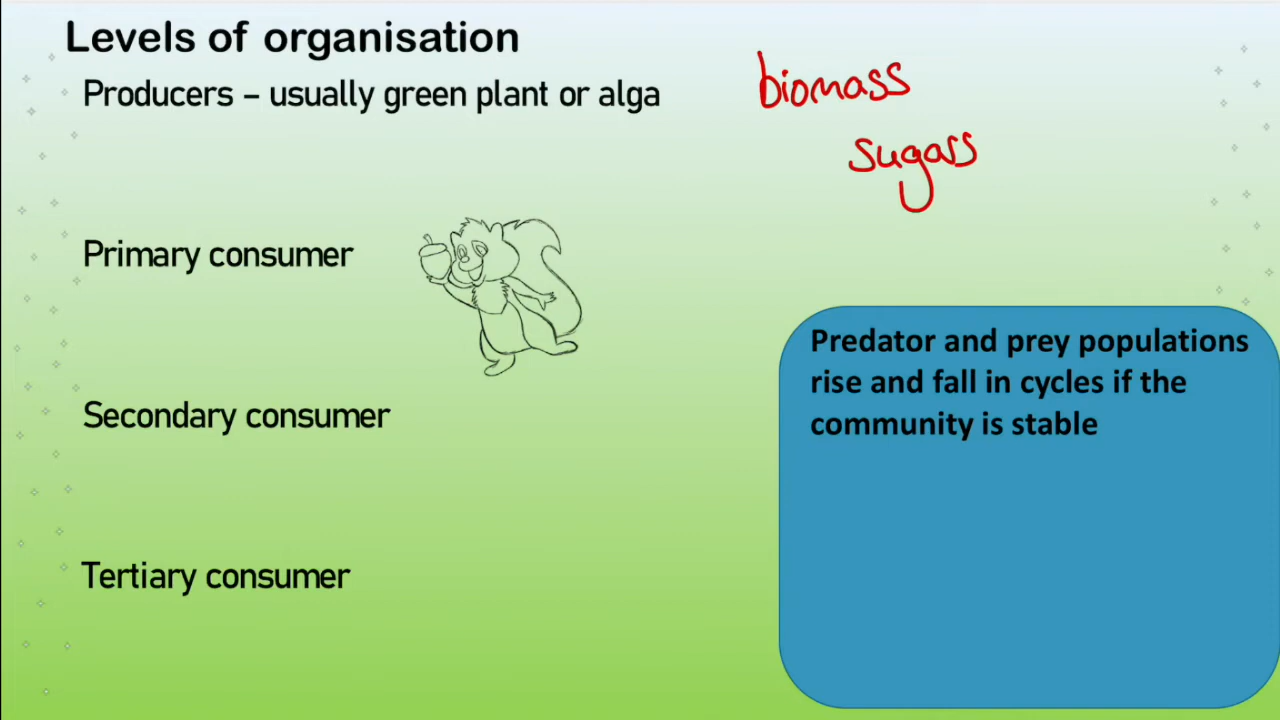 Levels of organisation
Producers – usually green plant or alga
biomass
sugars
Primary consumer
Secondary consumer
Tertiary consumer
Predator and prey populations
rise and fall in cycles if the
community is stable